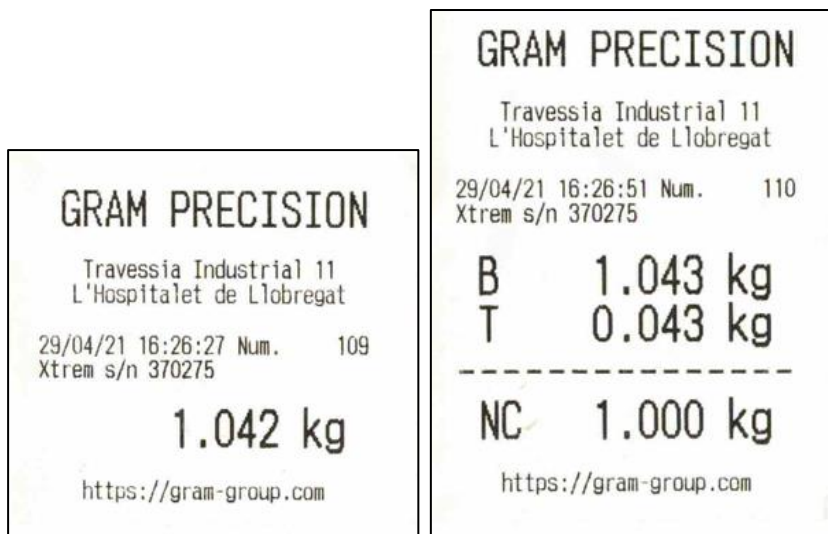 GRAM PRECISION
Travessia Industrial 11
L'Hospitalet de Llobregat
29/04/21 16:26:27 Num. 109
Xtrem s/n 370275
1.042 kg
https://gram-group.com
GRAM PRECISION
Travessia Industrial 11
L'Hospitalet de Llobregat
29/04/21 16:26:51 Num. 110
Xtrem s/n 370275
B 1.043 kg
T 0.043 kg
----------------
NC 1.000 kg
https://gram-group.com